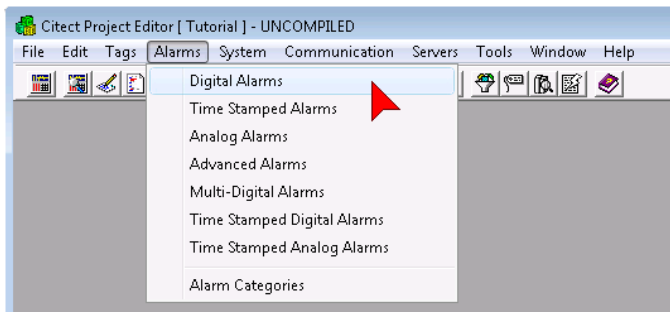 Citect Project Editor [ Tutorial ] - UNCOMPILED
File Edit Tags Alarms System Communication Servers Tools Window Help
Digital Alarms
Time Stamped Alarms
Analog Alarms
Advanced Alarms
Multi-Digital Alarms
Time Stamped Digital Alarms
Time Stamped Analog Alarms
Alarm Categories